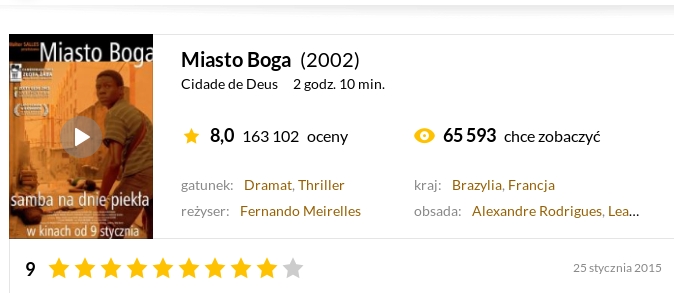 Walter SALLES
Miasto Boga
samba na dnie piekła
w kinach od 9 stycznia
Miasto Boga (2002)
Cidade de Deus 2 godz. 10 min.
8,0 163 102 oceny
65 593 chce zobaczyć
gatunek: Dramat, Thriller
kraj: Brazylia, Francja
reżyser: Fernando Meirelles
obsada: Alexandre Rodrigues, Lea...
9
25 stycznia 2015